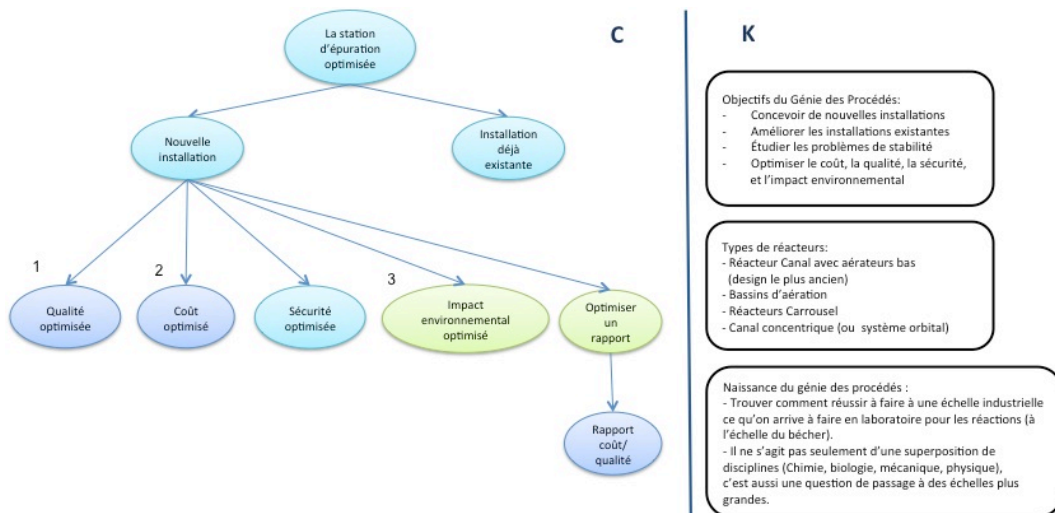 La station
d'épuration
optimisée
C
K
Nouvelle
installation
Installation
déjà
existante
1
2
3
Qualité
optimisée
Coût
optimisé
Sécurité
optimisée
Impact
environnemental
optimisé
Optimiser
un
rapport
Rapport
coût/
qualité
Objectifs du Génie des Procédés:
- Concevoir de nouvelles installations
- Améliorer les installations existantes
- Étudier les problèmes de stabilité
- Optimiser le coût, la qualité, la sécurité,
et l'impact environnemental
Types de réacteurs:
- Réacteur Canal avec aérateurs bas
(design le plus ancien)
- Bassins d'aération
- Réacteurs Carrousel
- Canal concentrique (ou système orbital)
Naissance du génie des procédés :
- Trouver comment réussir à faire à une échelle industrielle
ce qu'on arrive à faire en laboratoire pour les réactions (à
l'échelle du bécher).
- Il ne s'agit pas seulement d'une superposition de
disciplines (Chimie, biologie, mécanique, physique),
c'est aussi une question de passage à des échelles plus
grandes.